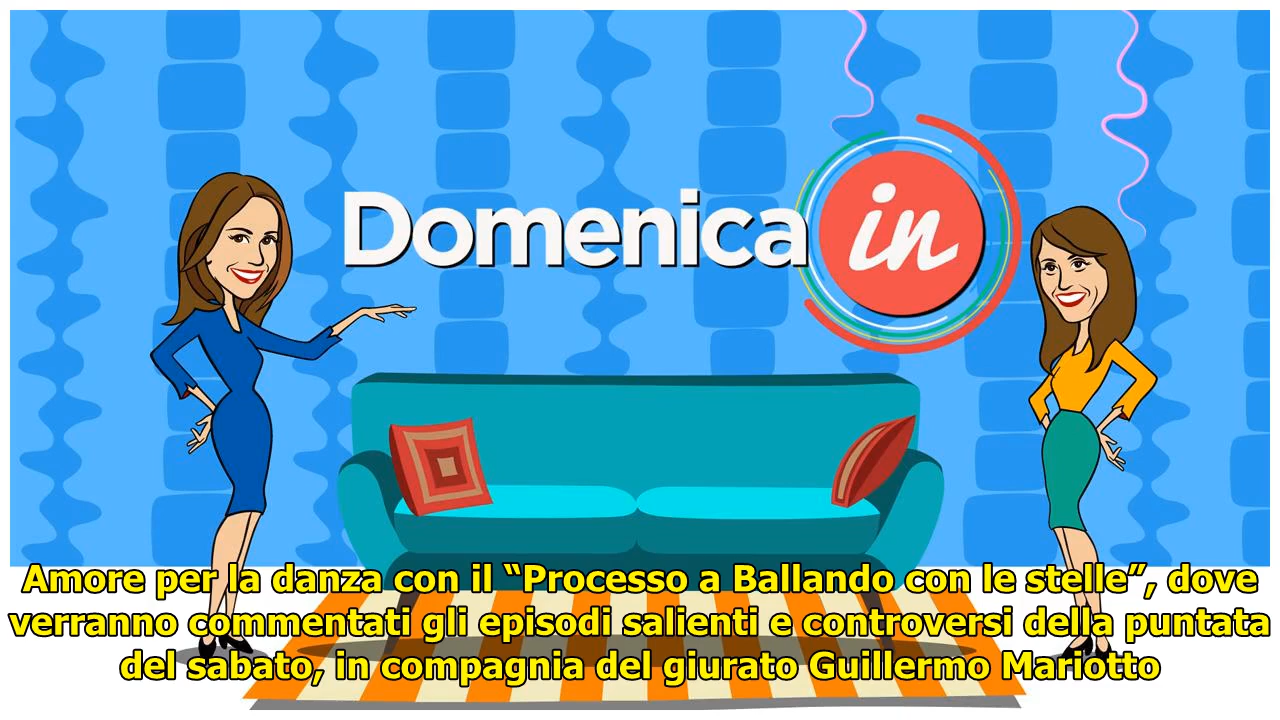 Domenica in
Amore per la danza con il “Processo a Ballando con le stelle”, dove
verranno commentati gli episodi salienti e controversi della puntata
del sabato, in compagnia del giurato Guillermo Mariotto